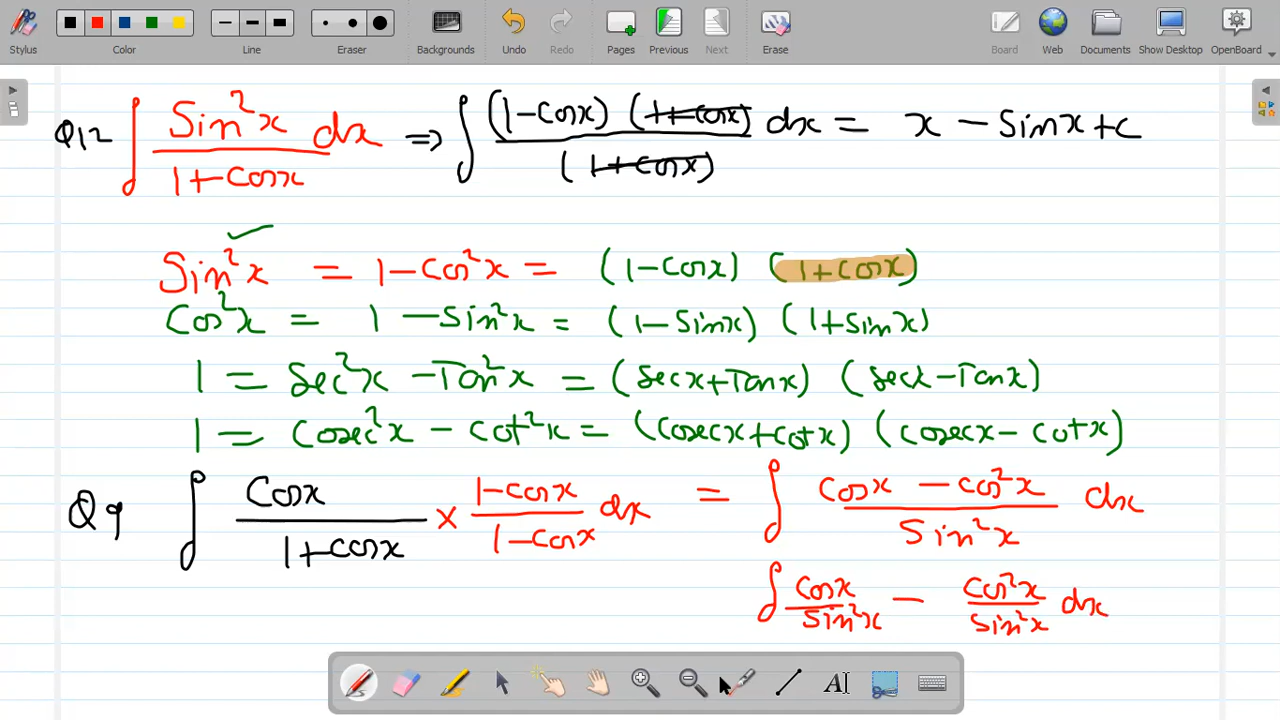 Stylus Color Line Eraser Backgrounds Undo Redo Pages Previous Next Erase Board Web Documents Show Desktop OpenBoard
Q12 ∫ Sin²x / 1+Cosx dx ⇒ ∫ (1-Cosx) (1+cosx) / (1+cosx) dx = x - Sinx + c
Sin²x = 1-Cos²x = (1-Cosx) (1+cosx)
Cos²x = 1 - Sin²x = (1-Sinx) (1+Sinx)
1 = Sec²x - Tan²x = (Secx+Tanx) (Secx-Tanx)
1 = Cosec²x - cot²x = (Cosecx+cotx) (cosecx-cotx)
Q9 ∫ Cosx / 1+cosx × 1-cosx / 1-cosx dx = ∫ Cosx - cos²x / Sin²x dx
∫ Cosx / Sin²x - Cos²x / Sin²x dx